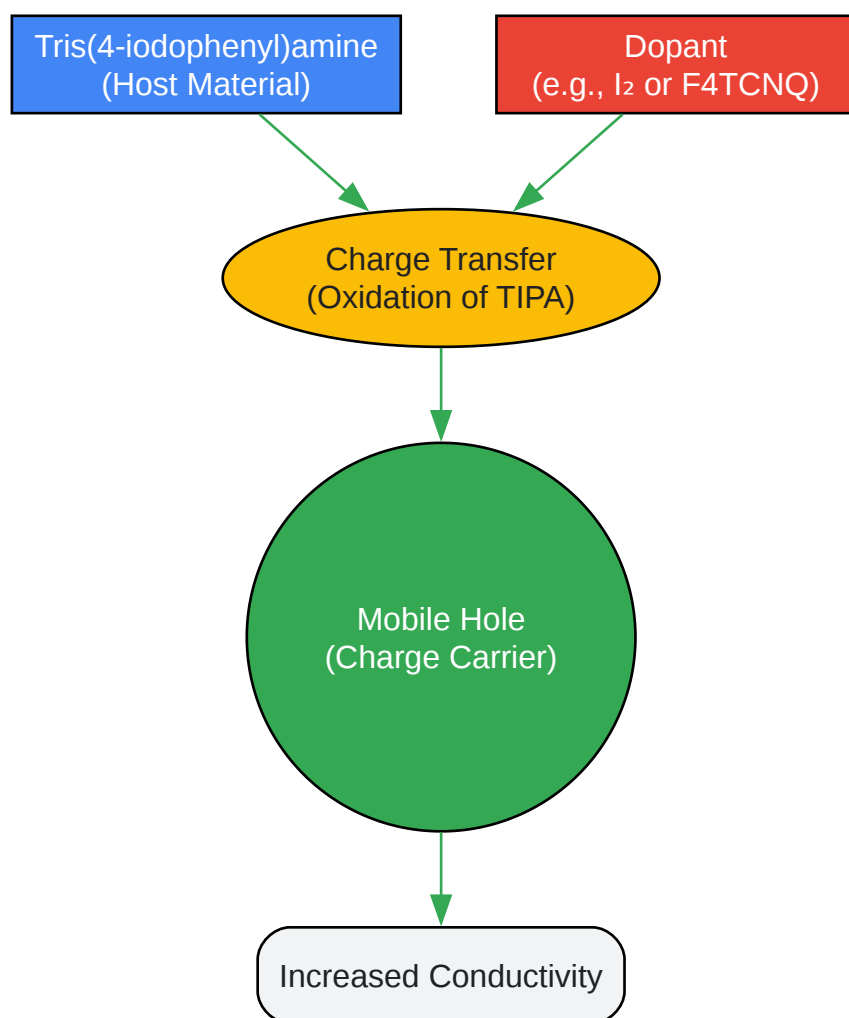 Tris(4-iodophenyl)amine
(Host Material)
Dopant
(e.g., I₂ or F4TCNQ)
Charge Transfer
(Oxidation of TIPA)
Mobile Hole
(Charge Carrier)
Increased Conductivity